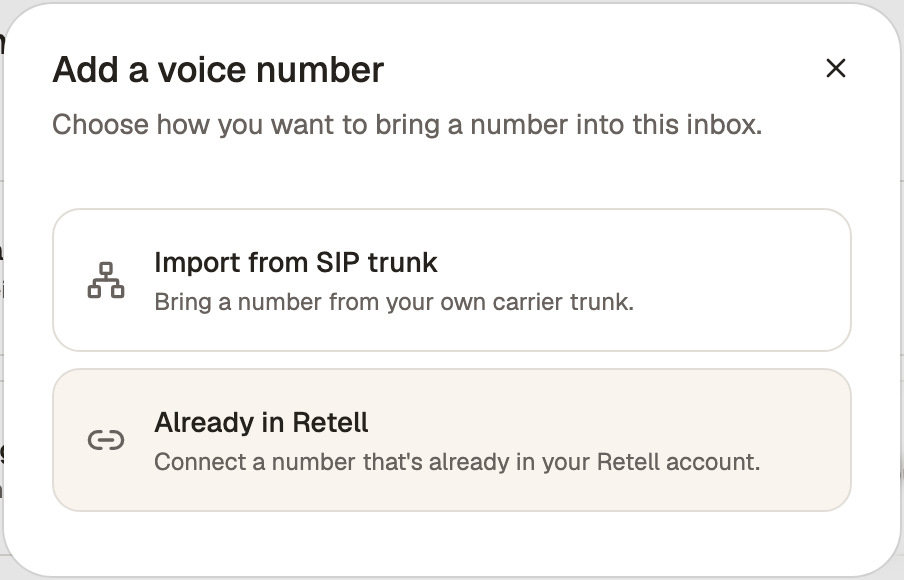 Add a voice number
Choose how you want to bring a number into this inbox.
Import from SIP trunk
Bring a number from your own carrier trunk.
Already in Retell
Connect a number that's already in your Retell account.